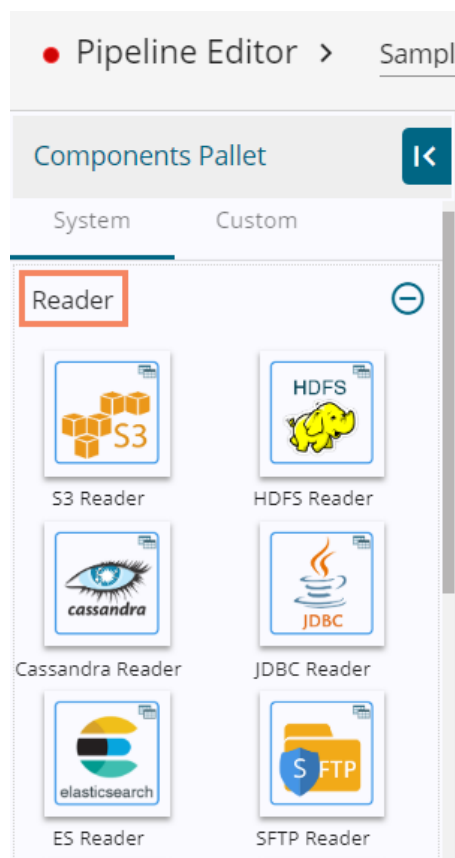 Pipeline Editor > Sampl
Components Pallet
System Custom
Reader
S3
HDFS
S3 Reader HDFS Reader
cassandra
JDBC
Cassandra Reader JDBC Reader
elasticsearch
S FTP
ES Reader SFTP Reader